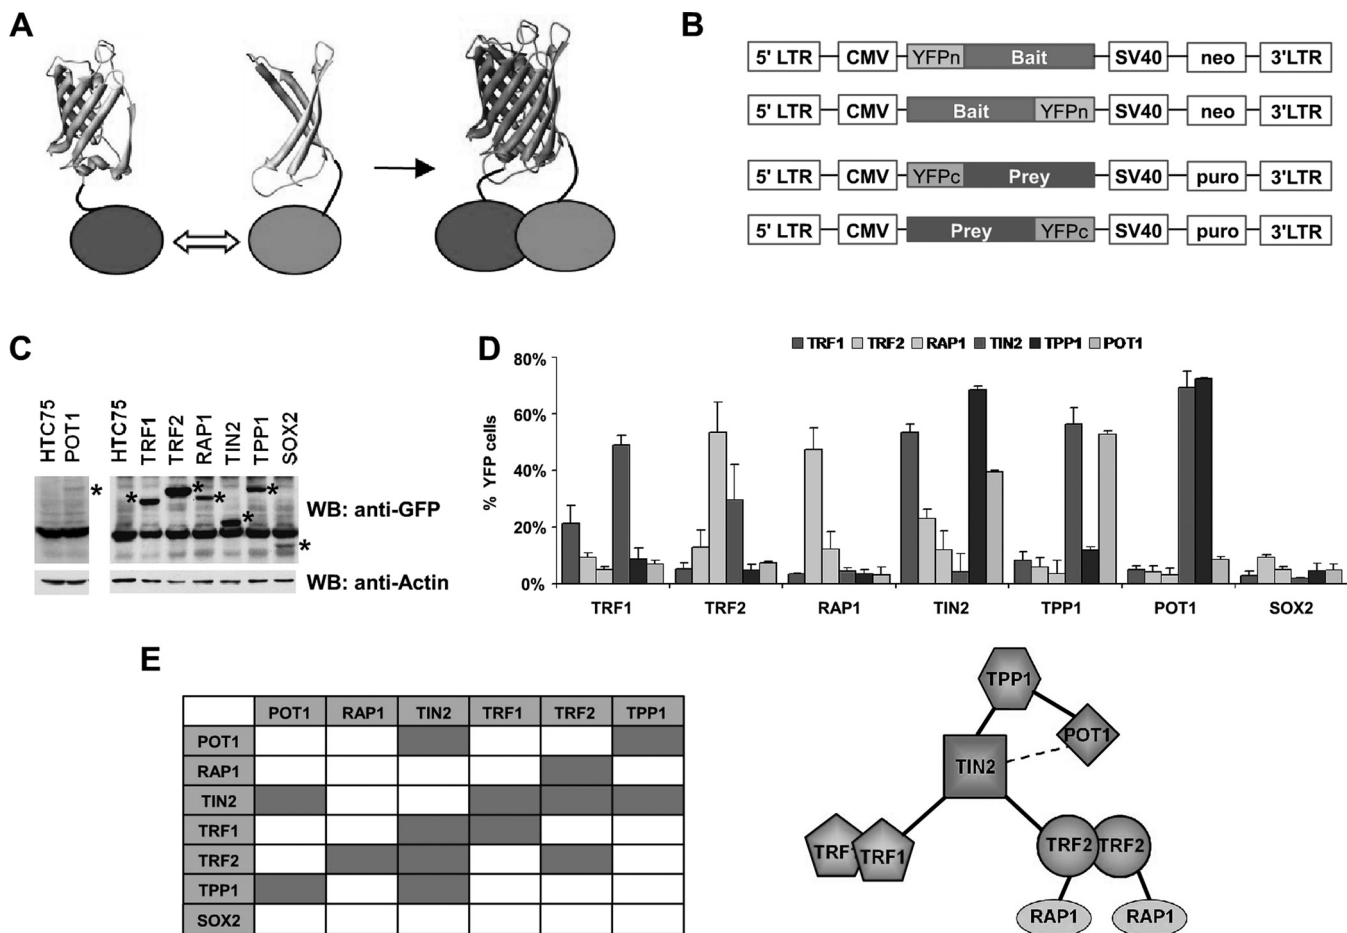 A
B
5' LTR CMV YFPn Bait SV40 neo 3'LTR
5' LTR CMV Bait YFPn SV40 neo 3'LTR
5' LTR CMV YFPc Prey SV40 puro 3'LTR
5' LTR CMV Prey YFPc SV40 puro 3'LTR
C
HTC75 POT1 HTC75 TRF1 TRF2 RAP1 TIN2 TPP1 SOX2
* * * * * * *
WB: anti-GFP
WB: anti-Actin
D
TRF1 TRF2 RAP1 TIN2 TPP1 POT1
% YFP cells
80%
60%
40%
20%
0%
TRF1 TRF2 RAP1 TIN2 TPP1 POT1 SOX2
E
POT1 RAP1 TIN2 TRF1 TRF2 TPP1
POT1
RAP1
TIN2
TRF1
TRF2
TPP1
SOX2
TPP1
POT1
TIN2
TRF TRF1
TRF2 TRF2
RAP1 RAP1